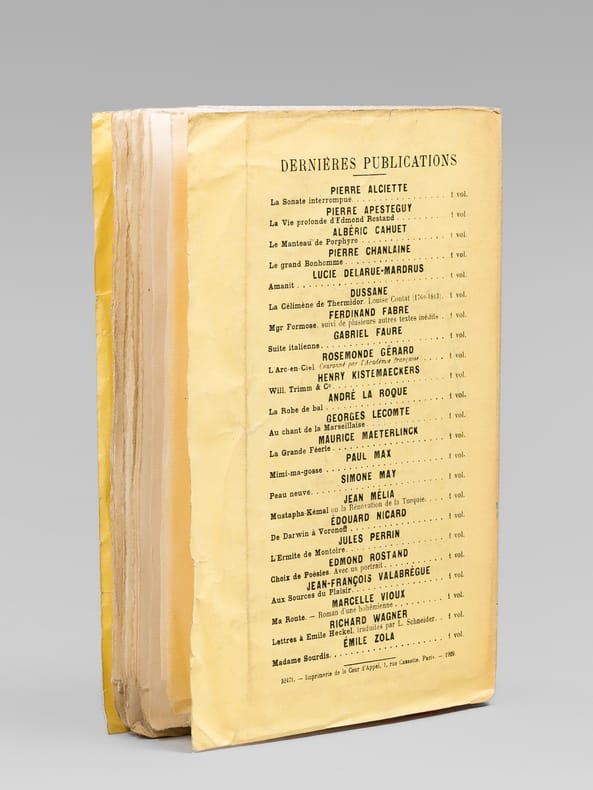 DERNIÈRES PUBLICATIONS
PIERRE ALCIETTE
La Sonate interrompue. . . . . . . . . . . . . . . . . 1 vol.
PIERRE APESTEGUY
La Vie profonde d'Edmond Rostand . . . . . . . . . 1 vol.
ALBÉRIC CAHUET
Le Manteau de Porphyre . . . . . . . . . . . . . . . . 1 vol.
PIERRE CHANLAINE
Le grand Bonhomme . . . . . . . . . . . . . . . . . . 1 vol.
LUCIE DELARUE-MARDRUS
Amanit . . . . . . . . . . . . . . . . . . . . . . . . . 1 vol.
DUSSANE
La Célimène de Thermidor. Louise Contat (1760-1813). 1 vol.
FERDINAND FABRE
Mgr Formose, suivi de plusieurs autres textes inédits . 1 vol.
GABRIEL FAURE
Suite italienne . . . . . . . . . . . . . . . . . . . . . 1 vol.
ROSEMONDE GÉRARD
L'Arc-en-Ciel. Couronné par l'Académie française . . . . 1 vol.
HENRY KISTEMAECKERS
Will, Trimm & Cº . . . . . . . . . . . . . . . . . . . 1 vol.
ANDRÉ LA ROQUE
La Robe de bal . . . . . . . . . . . . . . . . . . . . 1 vol.
GEORGES LECOMTE
Au chant de la Marseillaise . . . . . . . . . . . . . . 1 vol.
MAURICE MAETERLINCK
La Grande Féerie . . . . . . . . . . . . . . . . . . . 1 vol.
PAUL MAX
Mimi-ma-gosse . . . . . . . . . . . . . . . . . . . . 1 vol.
SIMONE MAY
Peau neuve . . . . . . . . . . . . . . . . . . . . . . 1 vol.
JEAN MÉLIA
Mustapha-Kémal ou la Rénovation de la Turquie. . . . 1 vol.
ÉDOUARD NICARD
De Darwin à Voronoff . . . . . . . . . . . . . . . . . 1 vol.
JULES PERRIN
L'Ermite de Montoire . . . . . . . . . . . . . . . . . 1 vol.
EDMOND ROSTAND
Choix de Poésies. Avec un portrait . . . . . . . . . . 1 vol.
JEAN-FRANÇOIS VALABRÈGUE
Aux Sources du Plaisir . . . . . . . . . . . . . . . . 1 vol.
MARCELLE VIOUX
Ma Route. — Roman d'une bohémienne . . . . . . . . 1 vol.
RICHARD WAGNER
Lettres à Emile Heckel, traduites par L. Schneider. . . 1 vol.
ÉMILE ZOLA
Madame Sourdis . . . . . . . . . . . . . . . . . . . . 1 vol.
— Imprimerie de la Cour d'Appel, 1, rue Cassette, Paris. — 1929.